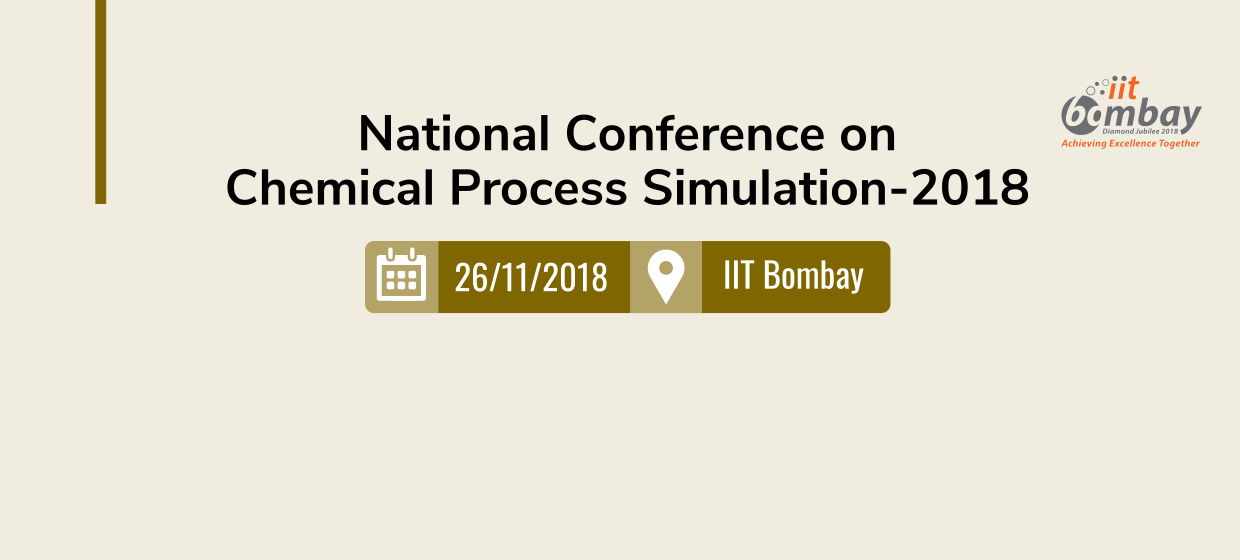 iit
bombay
Diamond Jubilee 2018
Achieving Excellence Together
National Conference on
Chemical Process Simulation-2018
26/11/2018
IIT Bombay